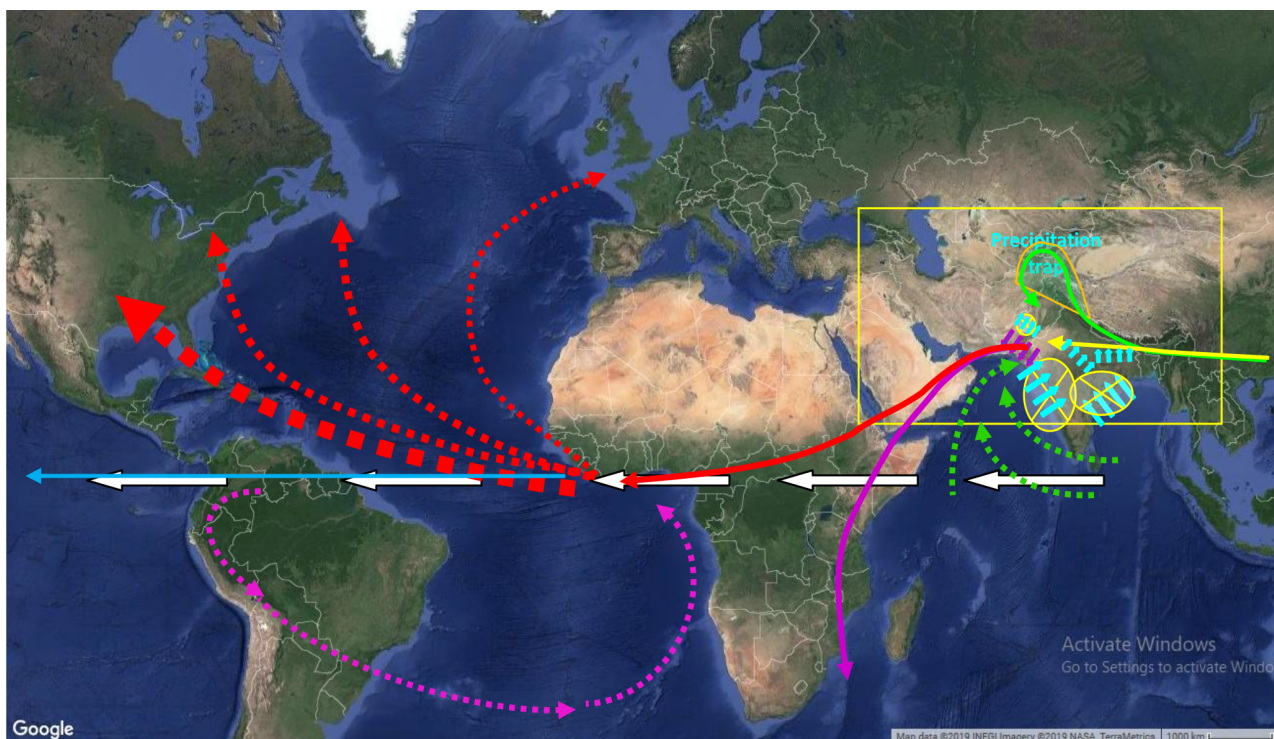 Precipitation
trap
Activate Windows
Go to Settings to activate Windo
Google
Map data ©2019 INEGI Imagery ©2019 NASA, TerraMetrics
1000 km